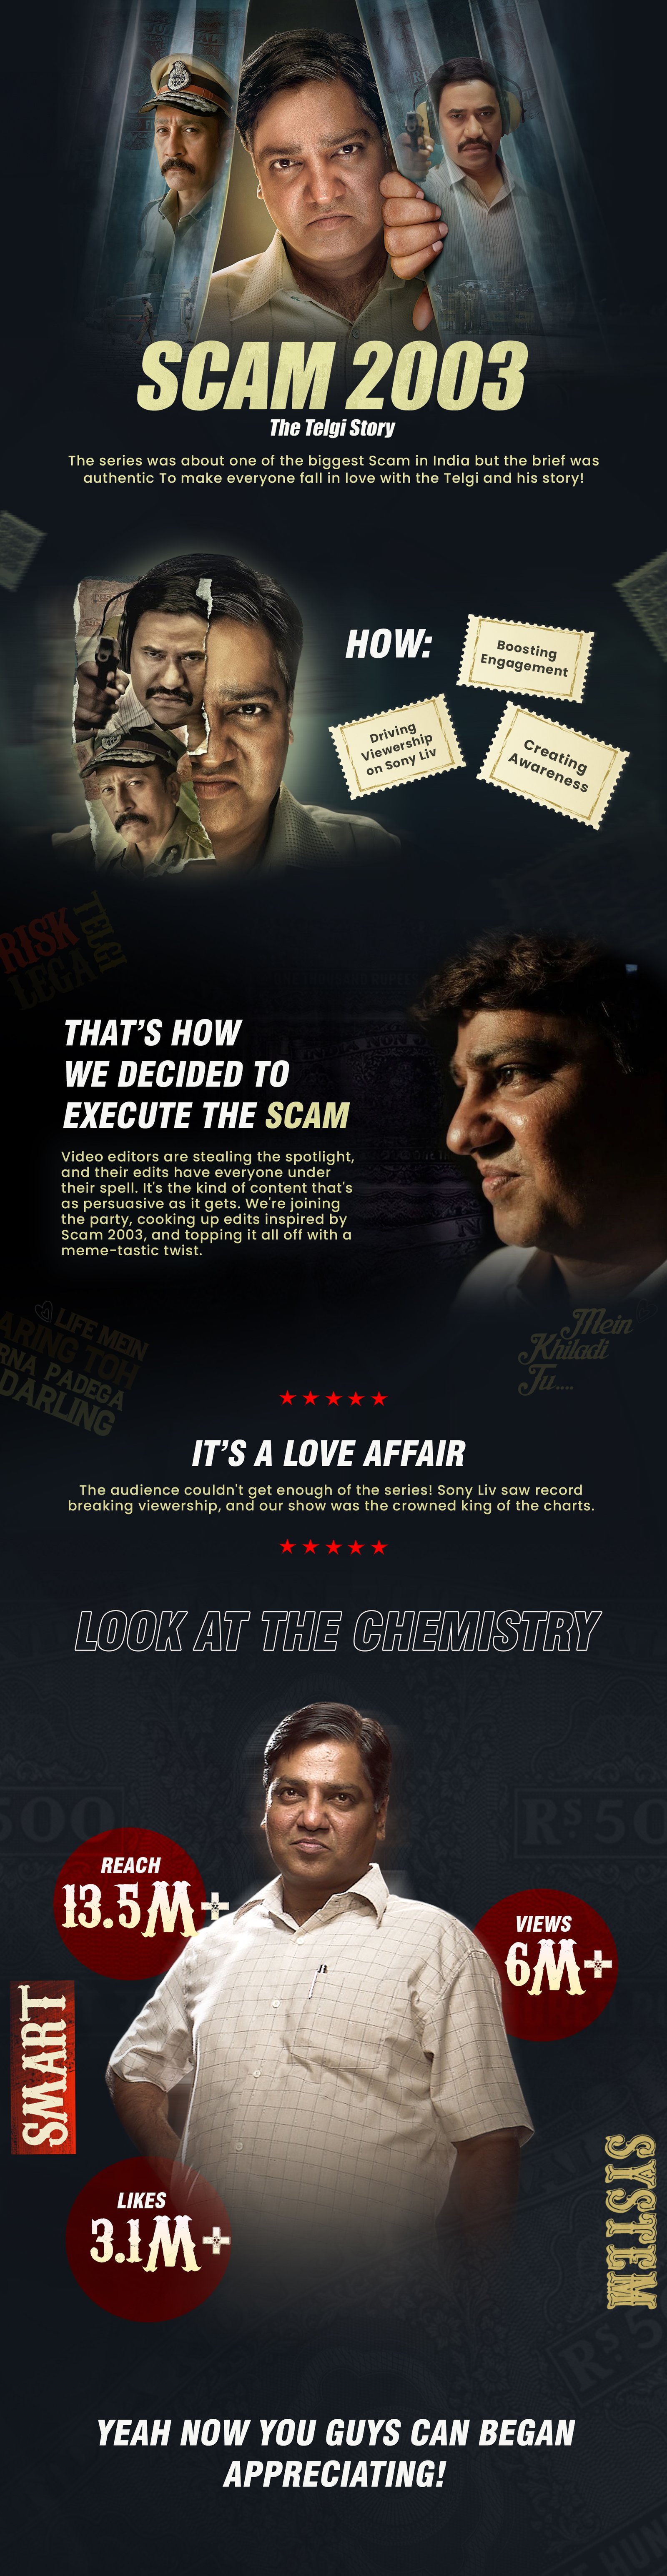 SCAM 2003
The Telgi Story
The series was about one of the biggest Scam in India but the brief was
authentic To make everyone fall in love with the Telgi and his story!
HOW:
Boosting
Engagement
Driving
Viewership
on Sony Liv
Creating
Awareness
RISK
TELGI
LEGA
THAT'S HOW
WE DECIDED TO
EXECUTE THE SCAM
Video editors are stealing the spotlight,
and their edits have everyone under
their spell. It's the kind of content that's
as persuasive as it gets. We're joining
the party, cooking up edits inspired by
Scam 2003, and topping it all off with a
meme-tastic twist.
LIFE MEIN
ARING TOH
RNA PADEGA
DARLING
Mein
Khiladi
Tu....
IT'S A LOVE AFFAIR
The audience couldn't get enough of the series! Sony Liv saw record
breaking viewership, and our show was the crowned king of the charts.
LOOK AT THE CHEMISTRY
500
RS 50
REACH
13.5M+
VIEWS
6M+
SMART
SYSTEM
LIKES
3.1M+
RS 5
YEAH NOW YOU GUYS CAN BEGAN
APPRECIATING!
HUN